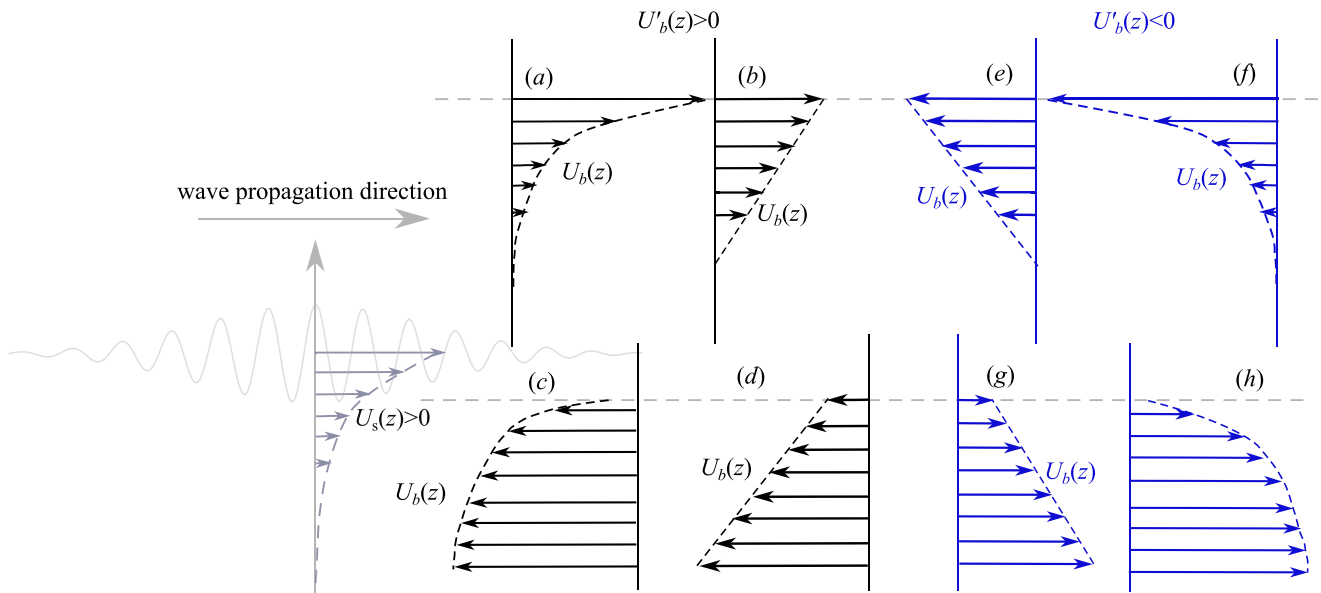 U′b(z)>0
U′b(z)<0
(a)
(b)
(e)
(f)
Ub(z)
Ub(z)
Ub(z)
Ub(z)
wave propagation direction
Us(z)>0
(c)
(d)
(g)
(h)
Ub(z)
Ub(z)
Ub(z)